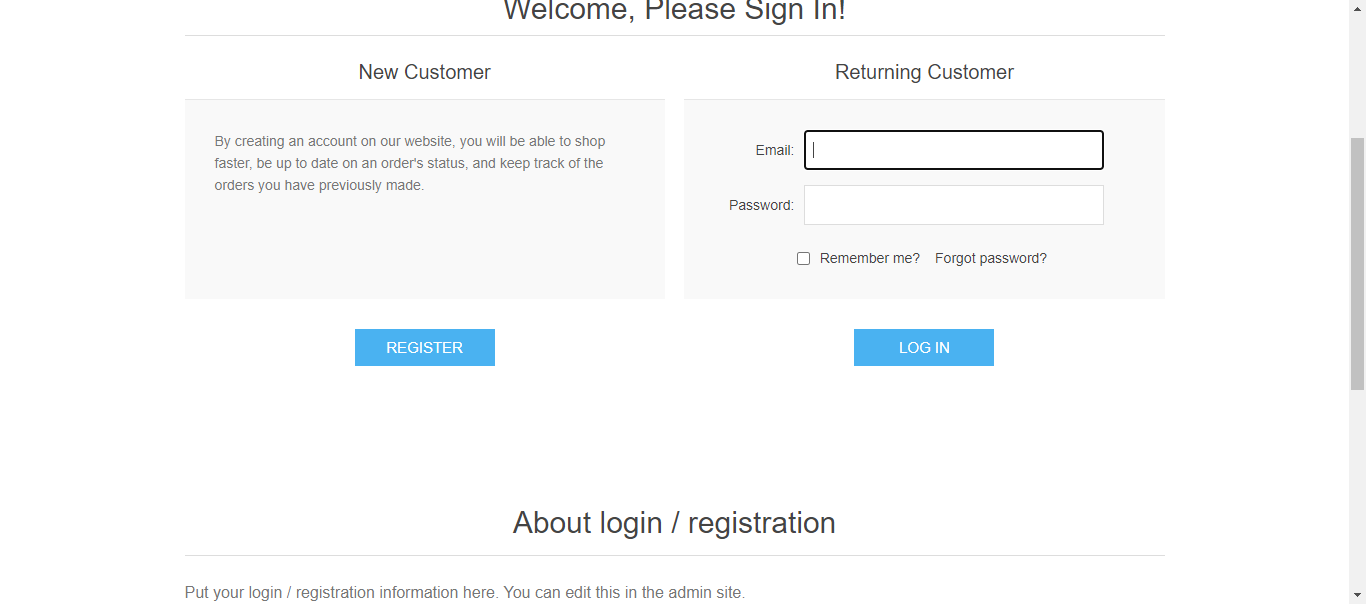 Welcome, Please Sign In!
New Customer
By creating an account on our website, you will be able to shop
faster, be up to date on an order's status, and keep track of the
orders you have previously made.
REGISTER
Returning Customer
Email:
Password:
Remember me? Forgot password?
LOG IN
About login / registration
Put your login / registration information here. You can edit this in the admin site.